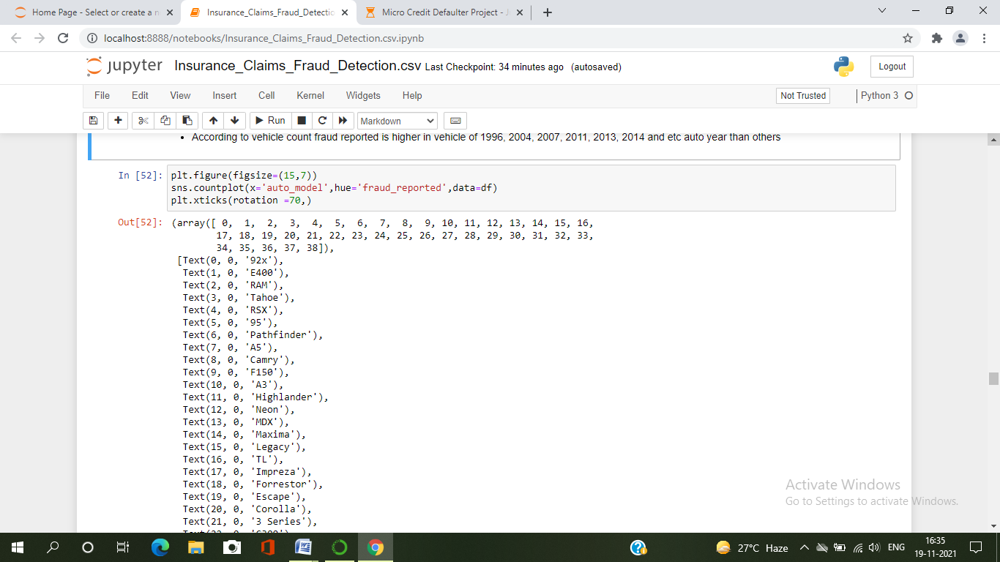 Home Page - Select or create a n
Insurance_Claims_Fraud_Detectio
Micro Credit Defaulter Project - J
localhost:8888/notebooks/Insurance_Claims_Fraud_Detection.csv.ipynb
jupyter Insurance_Claims_Fraud_Detection.csv Last Checkpoint: 34 minutes ago (autosaved)
Logout
File Edit View Insert Cell Kernel Widgets Help
Not Trusted
Python 3
Run
Markdown
• According to vehicle count fraud reported is higher in vehicle of 1996, 2004, 2007, 2011, 2013, 2014 and etc auto year than others
In [52]: plt.figure(figsize=(15,7))
sns.countplot(x='auto_model',hue='fraud_reported',data=df)
plt.xticks(rotation =70,)
Out[52]: (array([ 0, 1, 2, 3, 4, 5, 6, 7, 8, 9, 10, 11, 12, 13, 14, 15, 16,
17, 18, 19, 20, 21, 22, 23, 24, 25, 26, 27, 28, 29, 30, 31, 32, 33,
34, 35, 36, 37, 38]),
[Text(0, 0, '92x'),
Text(1, 0, 'E400'),
Text(2, 0, 'RAM'),
Text(3, 0, 'Tahoe'),
Text(4, 0, 'RSX'),
Text(5, 0, '95'),
Text(6, 0, 'Pathfinder'),
Text(7, 0, 'A5'),
Text(8, 0, 'Camry'),
Text(9, 0, 'F150'),
Text(10, 0, 'A3'),
Text(11, 0, 'Highlander'),
Text(12, 0, 'Neon'),
Text(13, 0, 'MDX'),
Text(14, 0, 'Maxima'),
Text(15, 0, 'Legacy'),
Text(16, 0, 'TL'),
Text(17, 0, 'Impreza'),
Text(18, 0, 'Forrestor'),
Text(19, 0, 'Escape'),
Text(20, 0, 'Corolla'),
Text(21, 0, '3 Series'),
Activate Windows
Go to Settings to activate Windows.
27°C Haze
ENG
16:35
19-11-2021